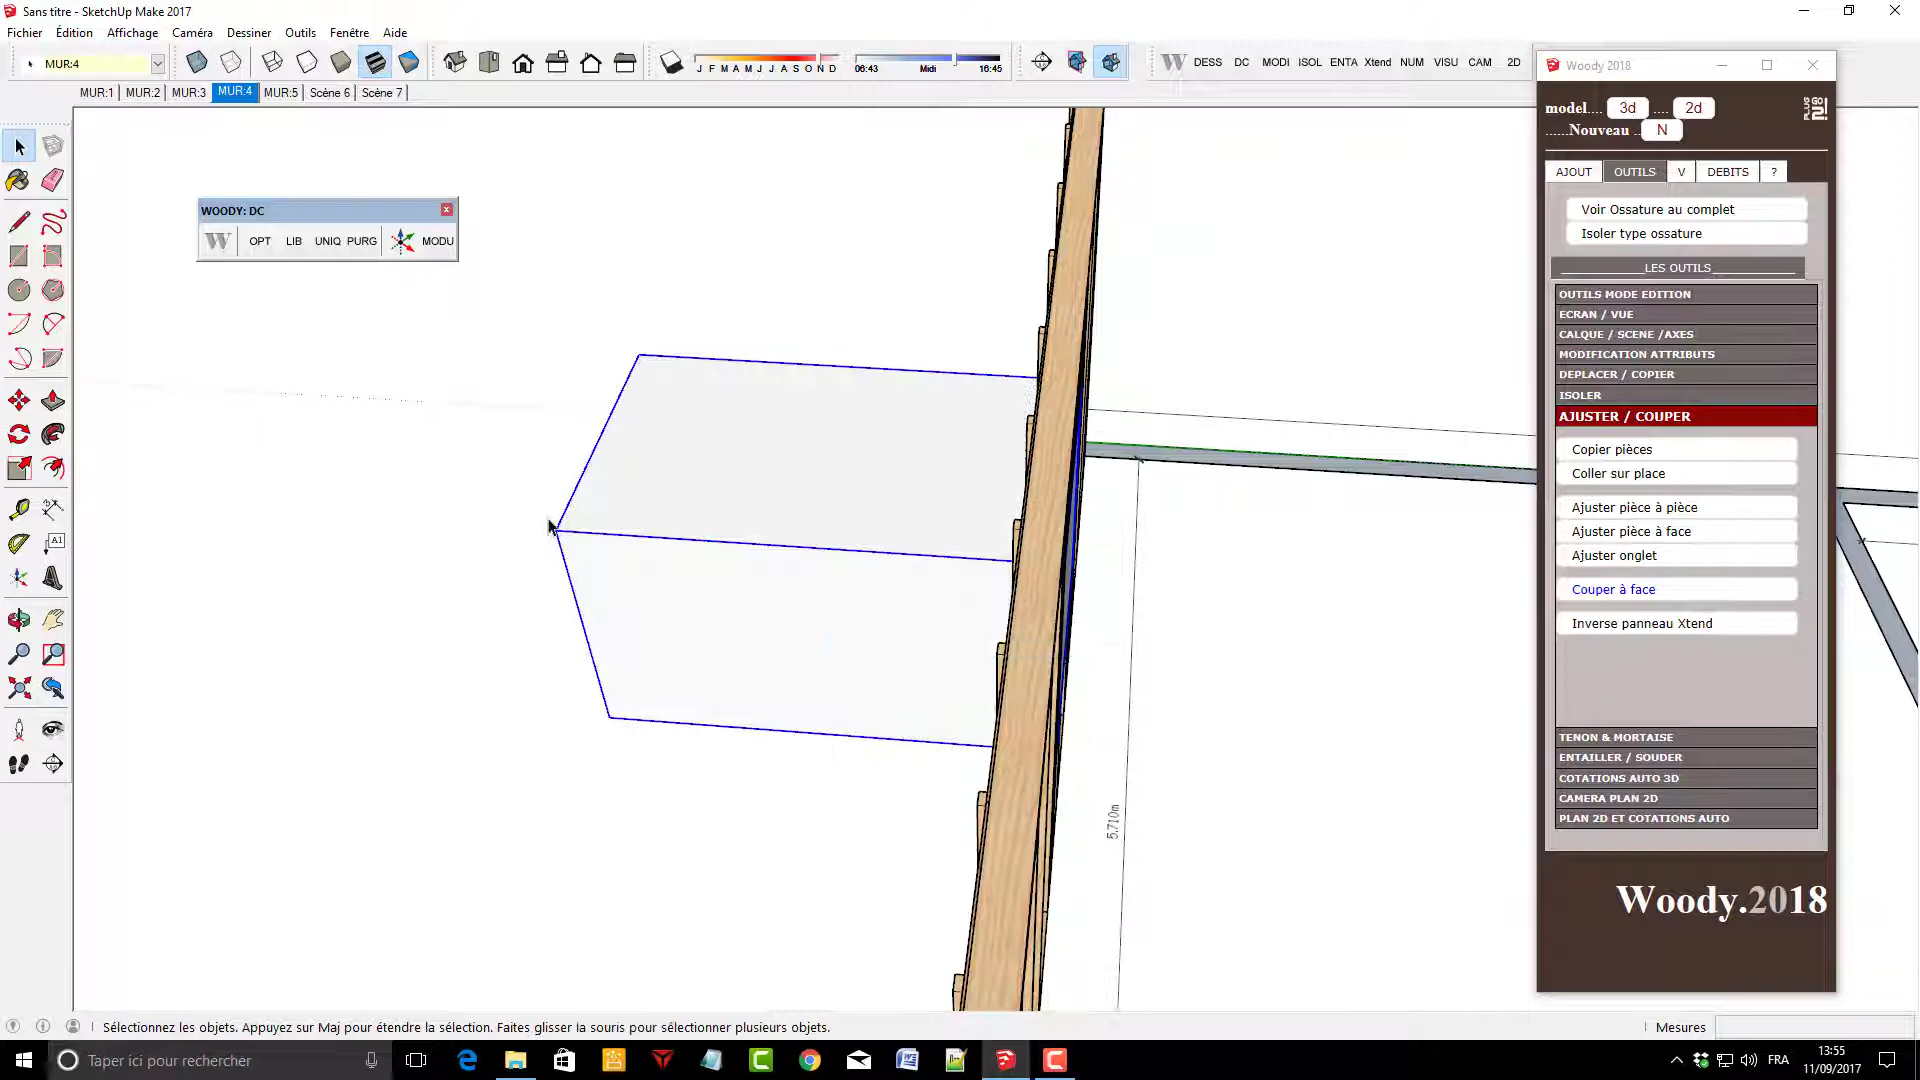 Sans titre - SketchUp Make 2017
Fichier Édition Affichage Caméra Dessiner Outils Fenêtre Aide
MUR:4
J F M A M J J A S O N D
06:43 Midi 16:45
W DESS DC MODI ISOL ENTA Xtend NUM VISU CAM 2D
MUR:1 MUR:2 MUR:3 MUR:4 MUR:5 Scène 6 Scène 7
WOODY: DC
W OPT LIB UNIQ PURG MODU
A1
5.710m
Woody 2018
model.... 3d .... 2d
......Nouveau .. N
AJOUT OUTILS V DEBITS ?
Voir Ossature au complet
Isoler type ossature
LES OUTILS
OUTILS MODE EDITION
ECRAN / VUE
CALQUE / SCENE /AXES
MODIFICATION ATTRIBUTS
DEPLACER / COPIER
ISOLER
AJUSTER / COUPER
Copier pièces
Coller sur place
Ajuster pièce à pièce
Ajuster pièce à face
Ajuster onglet
Couper à face
Inverse panneau Xtend
TENON & MORTAISE
ENTAILLER / SOUDER
COTATIONS AUTO 3D
CAMERA PLAN 2D
PLAN 2D ET COTATIONS AUTO
Woody.2018
Sélectionnez les objets. Appuyez sur Maj pour étendre la sélection. Faites glisser la souris pour sélectionner plusieurs objets.
Mesures
Taper ici pour rechercher
FRA
13:55
11/09/2017